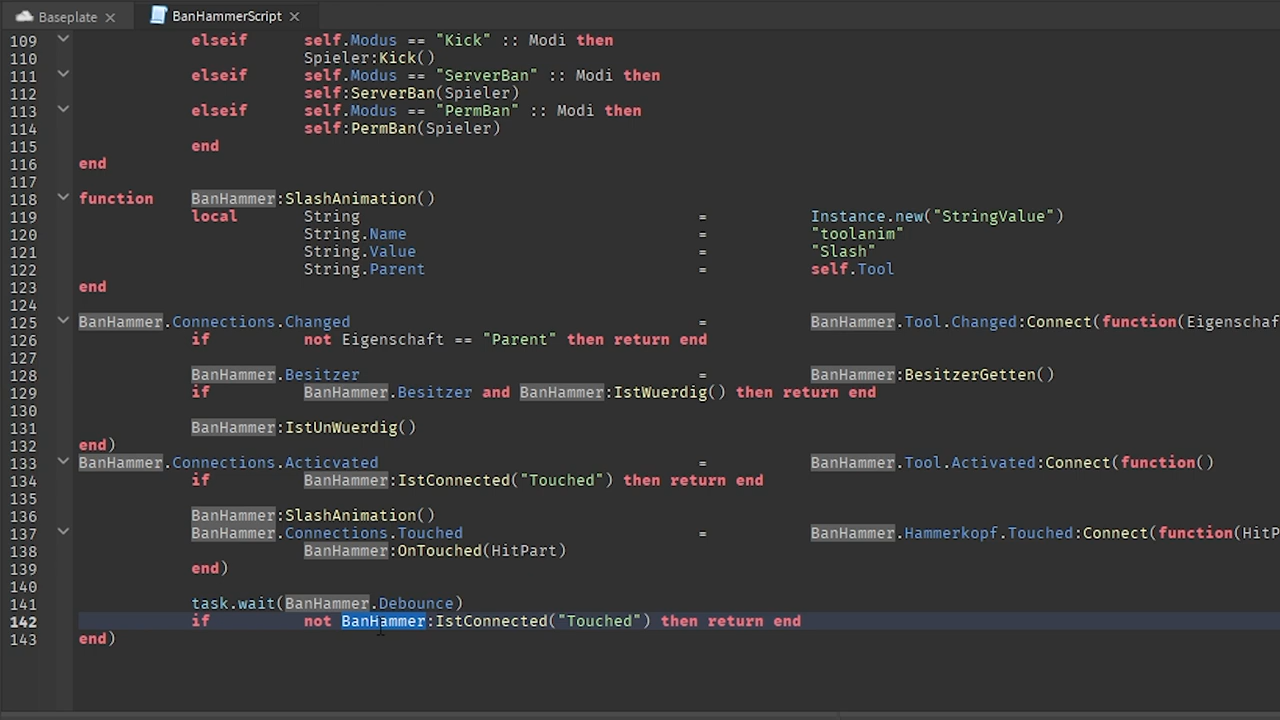 Baseplate BanHammerScript
109 elseif self.Modus == "Kick" :: Modi then
110 Spieler:Kick()
111 elseif self.Modus == "ServerBan" :: Modi then
112 self:ServerBan(Spieler)
113 elseif self.Modus == "PermBan" :: Modi then
114 self:PermBan(Spieler)
115 end
116 end
117
118 function BanHammer:SlashAnimation()
119 local String = Instance.new("StringValue")
120 String.Name = "toolanim"
121 String.Value = "Slash"
122 String.Parent = self.Tool
123 end
124
125 BanHammer.Connections.Changed = BanHammer.Tool.Changed:Connect(function(Eigenschaf
126 if not Eigenschaft == "Parent" then return end
127
128 BanHammer.Besitzer = BanHammer:BesitzerGetten()
129 if BanHammer.Besitzer and BanHammer:IstWuerdig() then return end
130
131 BanHammer:IstUnWuerdig()
132 end)
133 BanHammer.Connections.Acticvated = BanHammer.Tool.Activated:Connect(function()
134 if BanHammer:IstConnected("Touched") then return end
135
136 BanHammer:SlashAnimation()
137 BanHammer.Connections.Touched = BanHammer.Hammerkopf.Touched:Connect(function(HitP
138 BanHammer:OnTouched(HitPart)
139 end)
140
141 task.wait(BanHammer.Debounce)
142 if not BanHammer:IstConnected("Touched") then return end
143 end)